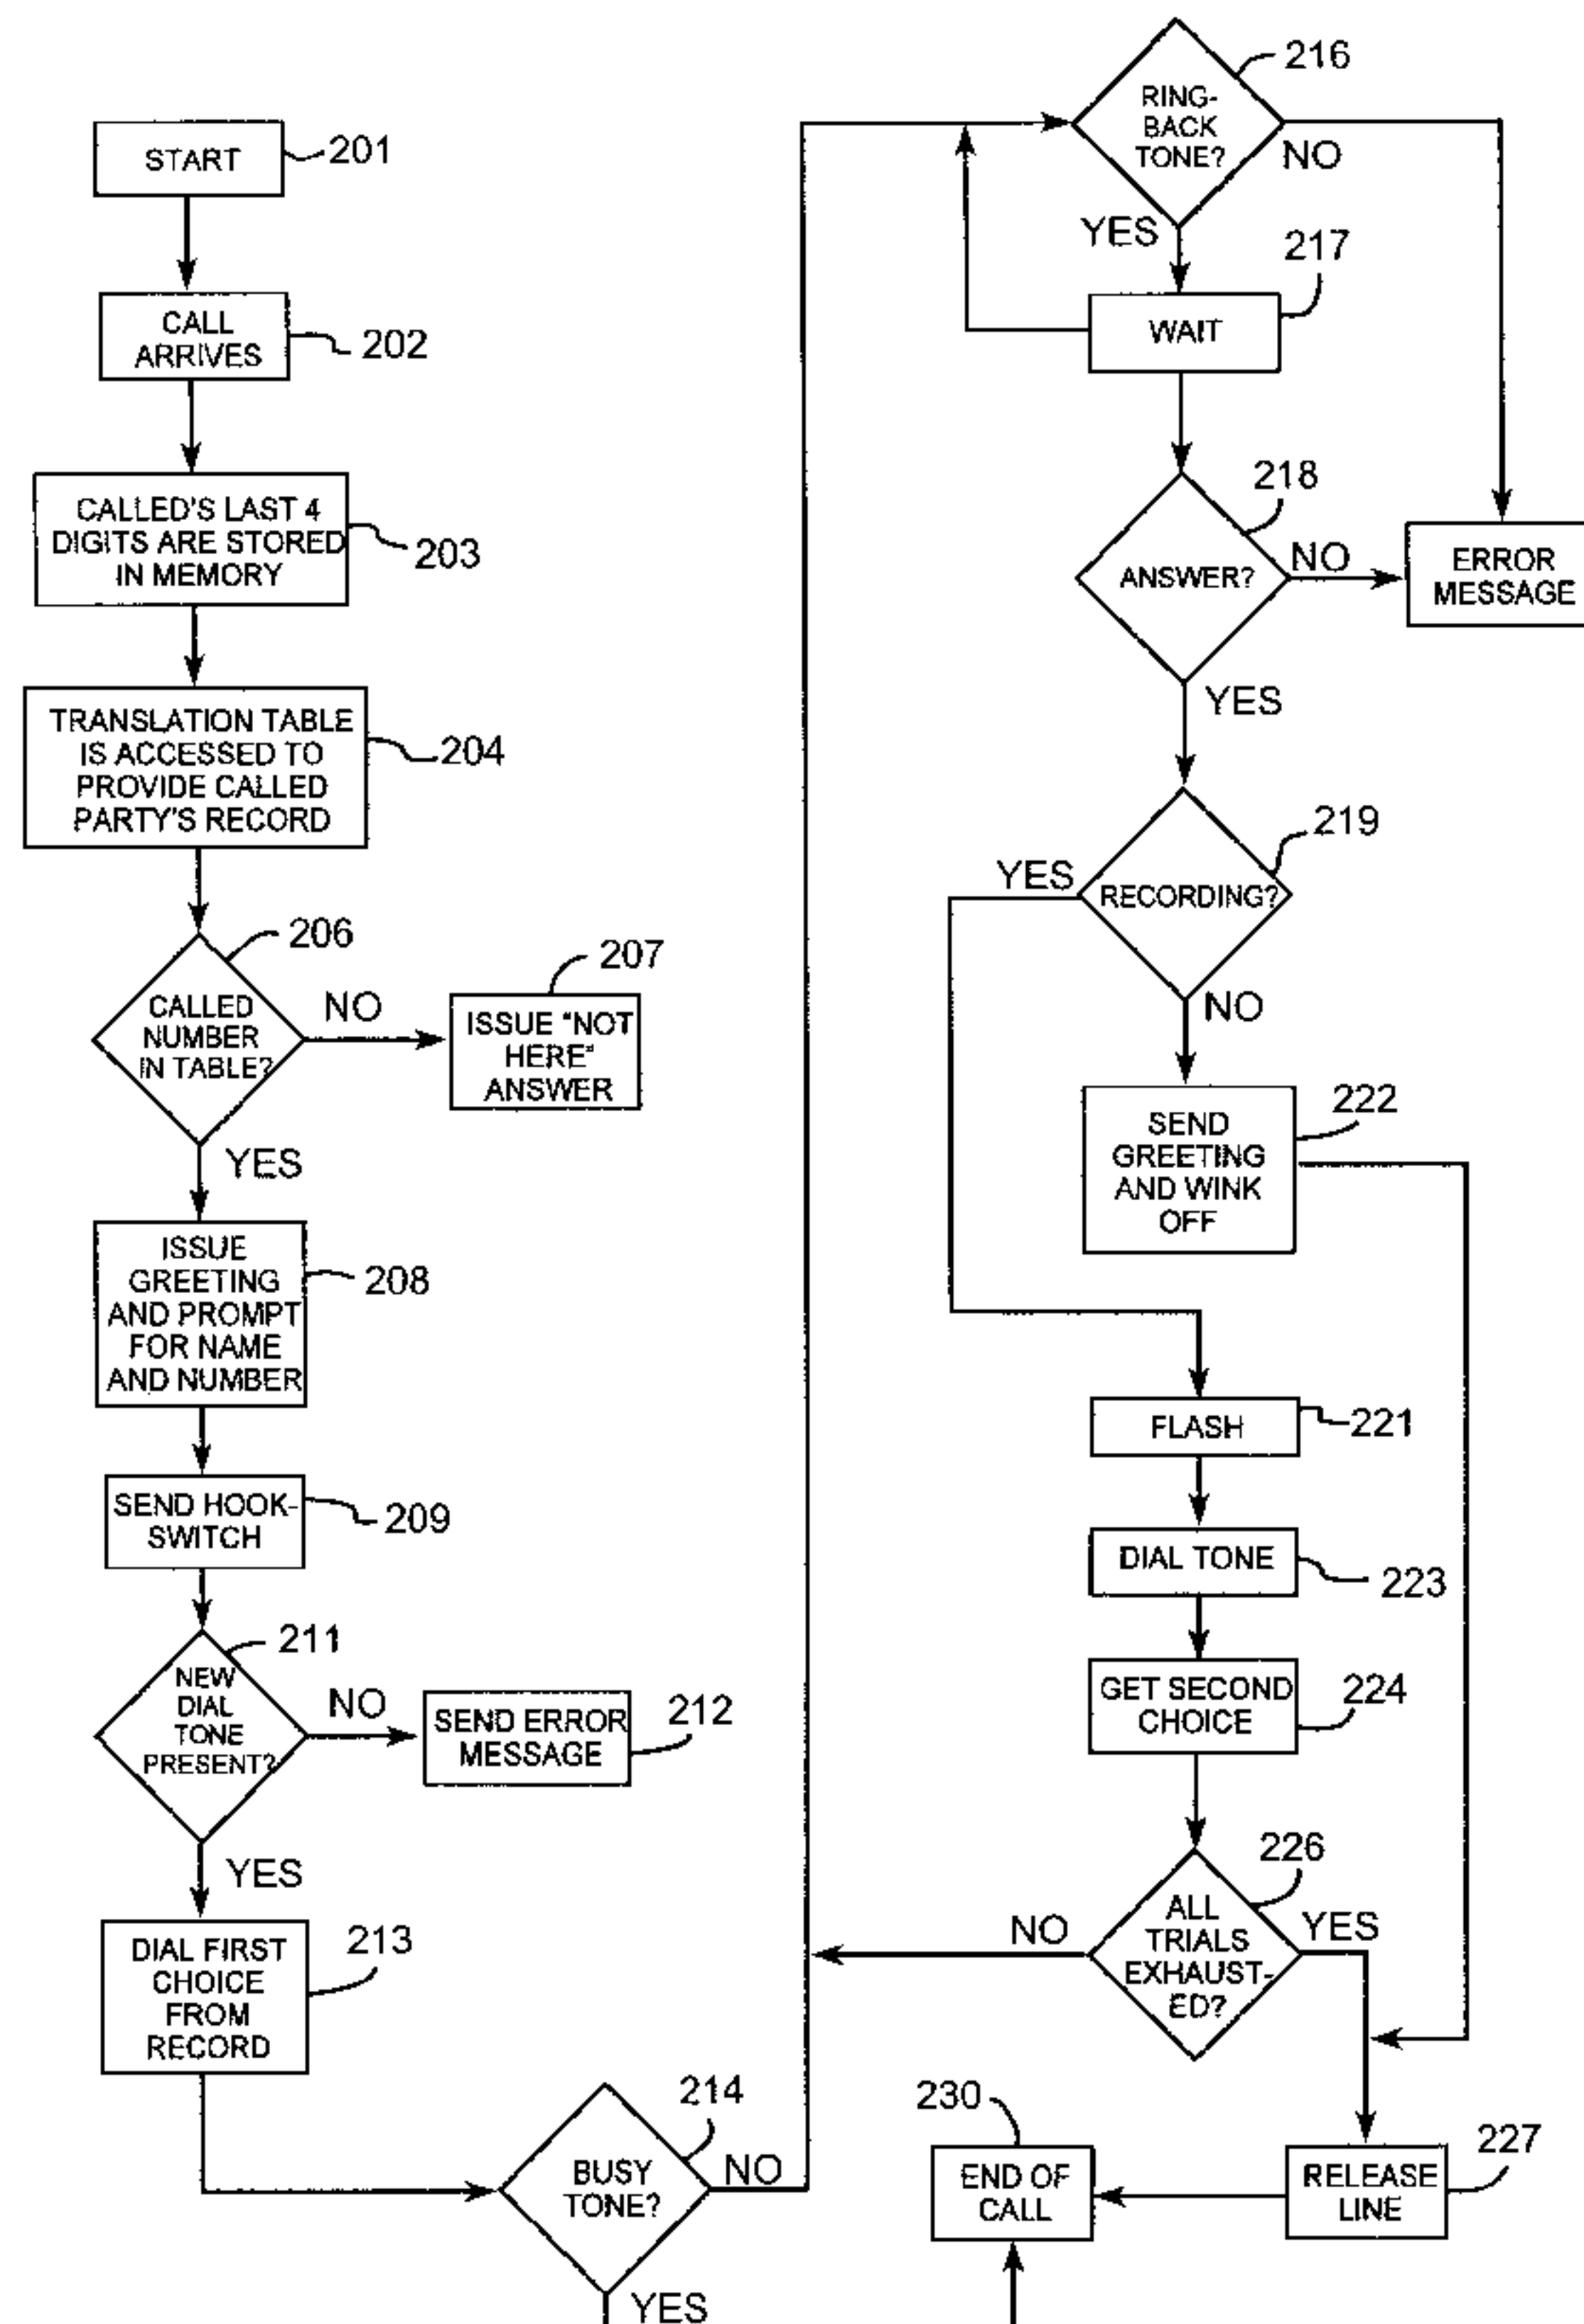 START
201
CALL
ARRIVES
202
CALLED'S LAST 4
DIGITS ARE STORED
IN MEMORY
203
TRANSLATION TABLE
IS ACCESSED TO
PROVIDE CALLED
PARTY'S RECORD
204
206
CALLED
NUMBER
IN TABLE?
NO
207
ISSUE "NOT
HERE"
ANSWER
YES
ISSUE
GREETING
AND PROMPT
FOR NAME
AND NUMBER
208
SEND HOOK-
SWITCH
209
211
NEW
DIAL
TONE
PRESENT?
NO
SEND ERROR
MESSAGE
212
YES
DIAL FIRST
CHOICE
FROM
RECORD
213
214
BUSY
TONE?
NO
YES
216
RING-
BACK
TONE?
NO
YES
217
WAIT
218
ANSWER?
NO
ERROR
MESSAGE
YES
219
YES
RECORDING?
NO
222
SEND
GREETING
AND WINK
OFF
FLASH
221
DIAL TONE
223
GET SECOND
CHOICE
224
226
ALL
TRIALS
EXHAUST-
ED?
NO
YES
230
END OF
CALL
RELEASE
LINE
227